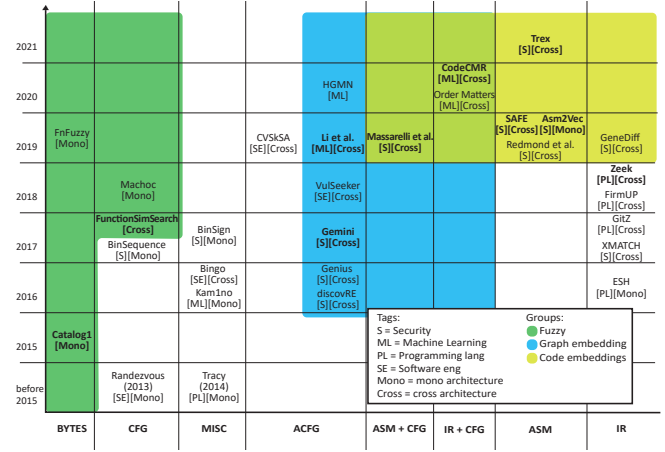 2021
Trex
[S][Cross]
2020
HGMN
[ML]
CodeCMR
[ML][Cross]
Order Matters
[ML][Cross]
2019
FnFuzzy
[Mono]
CVSkSA
[SE][Cross]
Li et al.
[ML][Cross]
Massarelli et al.
[S][Cross]
SAFE
[S][Cross]
Asm2Vec
[S][Mono]
Redmond et al.
[S][Cross]
GeneDiff
[S][Cross]
2018
Machoc
[Mono]
VulSeeker
[SE][Cross]
Zeek
[PL][Cross]
FirmUP
[PL][Cross]
2017
FunctionSimSearch
[Cross]
BinSequence
[S][Mono]
BinSign
[S][Mono]
Gemini
[S][Cross]
GitZ
[PL][Cross]
XMATCH
[S][Cross]
2016
Bingo
[SE][Cross]
Kam1no
[ML][Mono]
Genius
[S][Cross]
discovRE
[S][Cross]
ESH
[PL][Mono]
2015
Catalog1
[Mono]
before
2015
Randezvous
(2013)
[SE][Mono]
Tracy
(2014)
[PL][Mono]
Tags:
S = Security
ML = Machine Learning
PL = Programming lang
SE = Software eng
Mono = mono architecture
Cross = cross architecture
Groups:
Fuzzy
Graph embedding
Code embeddings
BYTES
CFG
MISC
ACFG
ASM + CFG
IR + CFG
ASM
IR